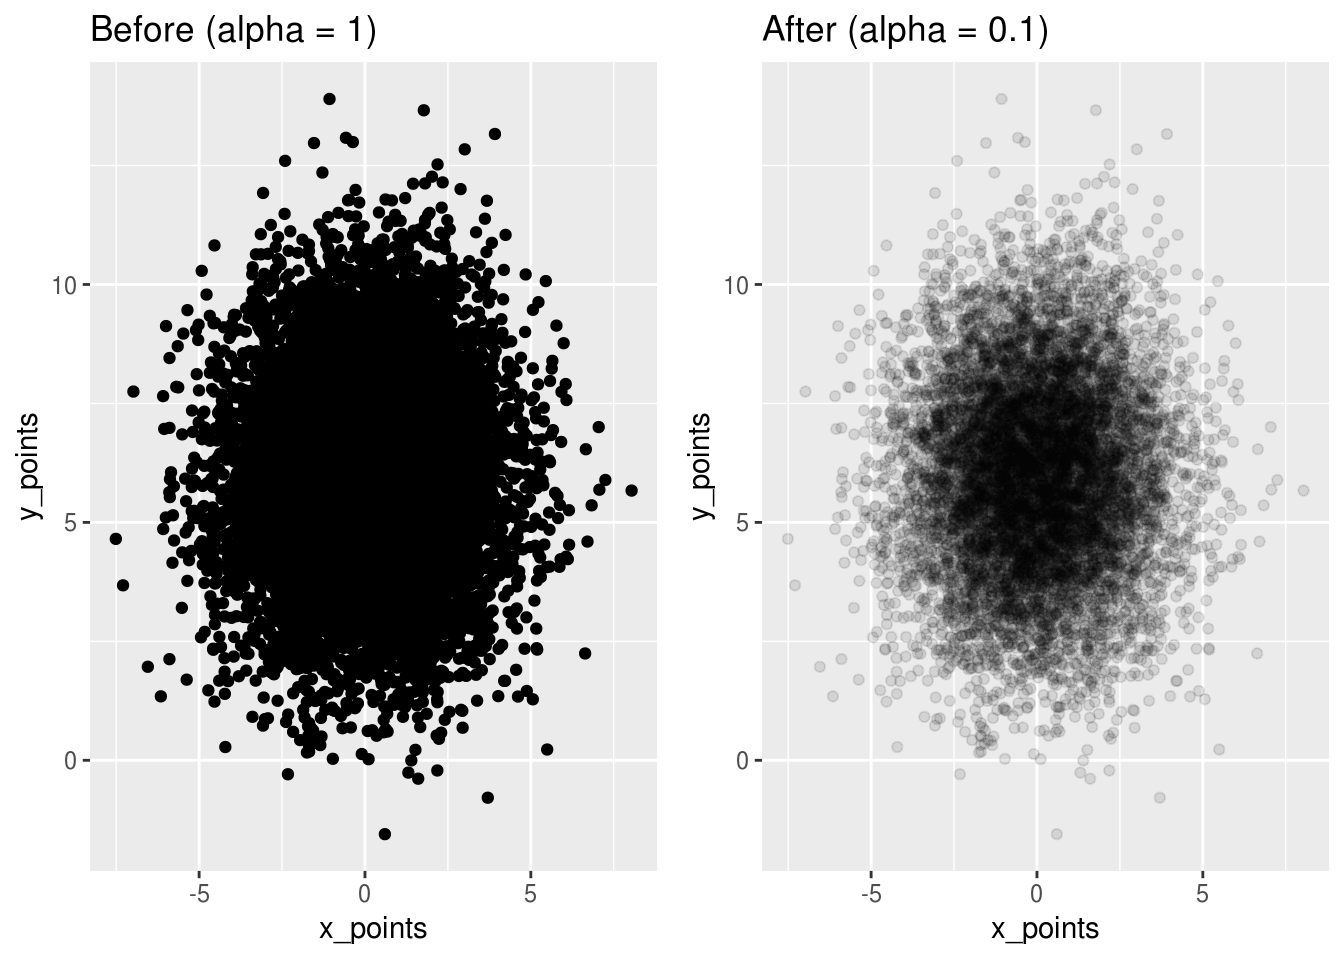 Before (alpha = 1)
10
5
0
-5
0
5
x_points
y_points
After (alpha = 0.1)
10
5
0
-5
0
5
x_points
y_points